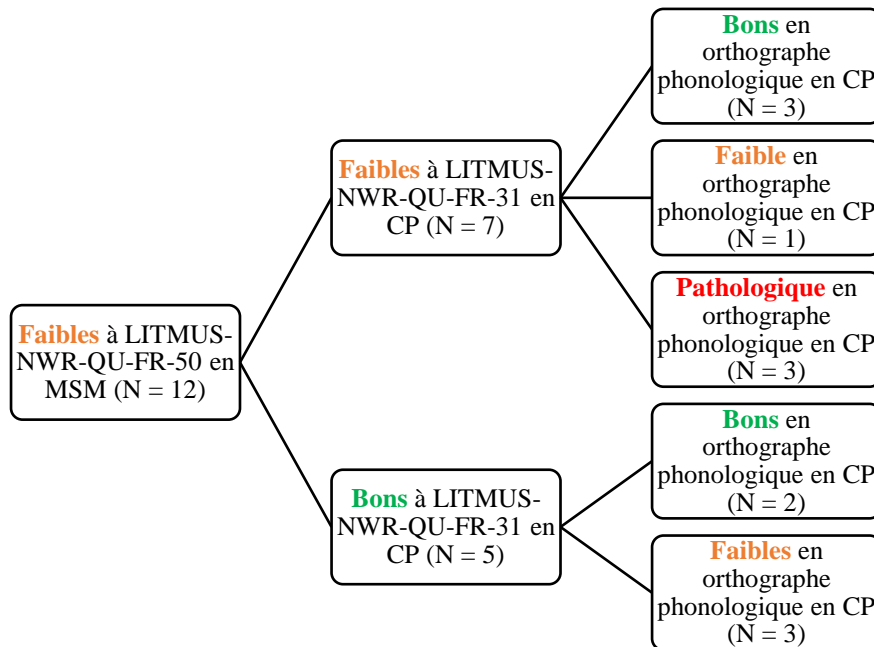 Faibles à LITMUS-
NWR-QU-FR-50 en
MSM (N = 12)
Faibles à LITMUS-
NWR-QU-FR-31 en
CP (N = 7)
Bons en
orthographe
phonologique en CP
(N = 3)
Faible en
orthographe
phonologique en CP
(N = 1)
Pathologique en
orthographe
phonologique en CP
(N = 3)
Bons à LITMUS-
NWR-QU-FR-31 en
CP (N = 5)
Bons en
orthographe
phonologique en CP
(N = 2)
Faibles en
orthographe
phonologique en CP
(N = 3)